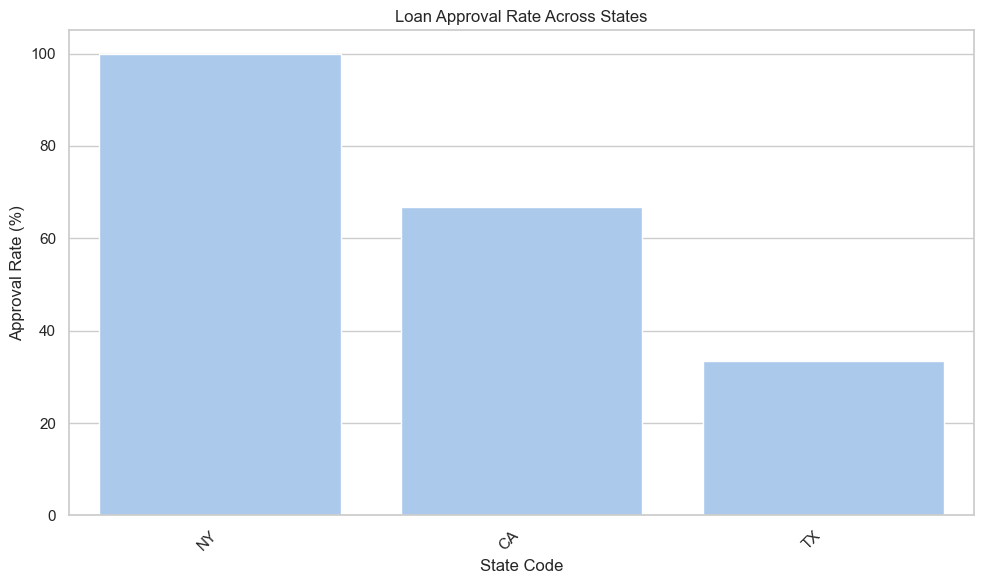 Loan Approval Rate Across States
Approval Rate (%)
100
80
60
40
20
0
NY
CA
TX
State Code